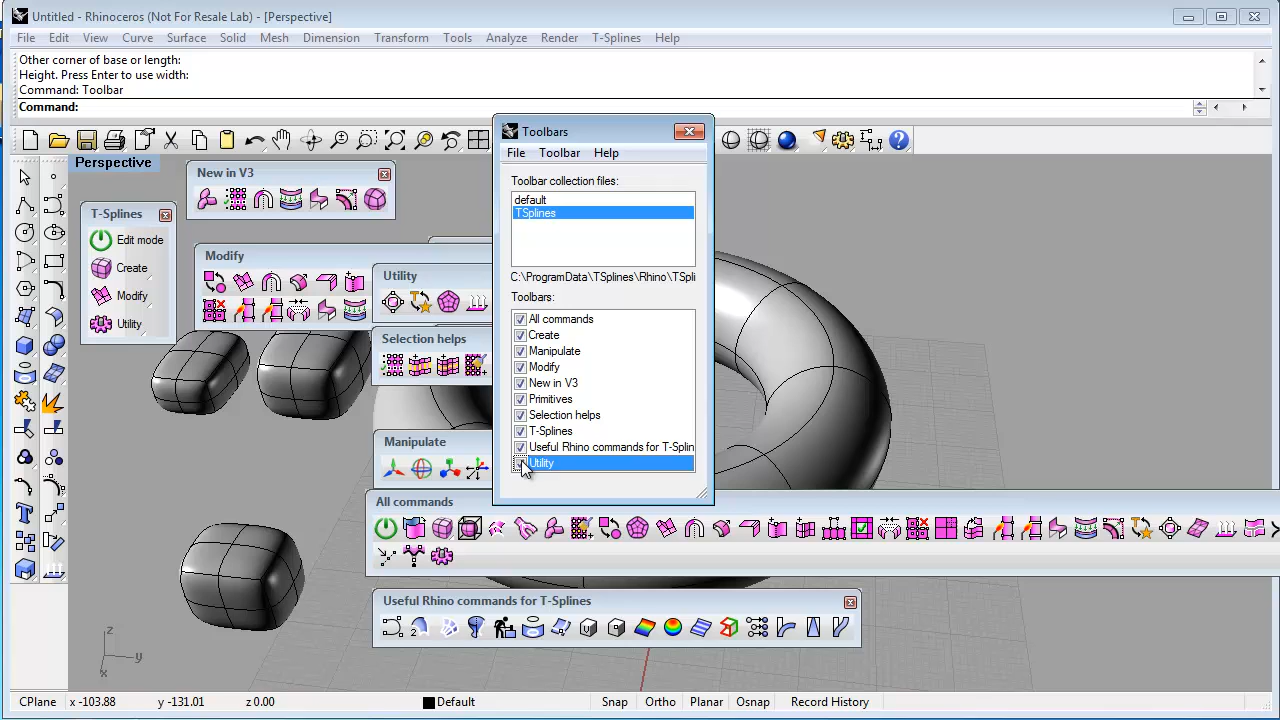 Untitled - Rhinoceros (Not For Resale Lab) - [Perspective]
File Edit View Curve Surface Solid Mesh Dimension Transform Tools Analyze Render T-Splines Help
Other corner of base or length:
Height. Press Enter to use width:
Command: Toolbar
Command:
Perspective
New in V3
T-Splines
Edit mode
Create
Modify
Utility
Modify
Utility
Selection helps
Manipulate
Toolbars
File Toolbar Help
Toolbar collection files:
default
TSplines
C:\ProgramData\TSplines\Rhino\TSpli
Toolbars:
All commands
Create
Manipulate
Modify
New in V3
Primitives
Selection helps
T-Splines
Useful Rhino commands for T-Splin
Utility
All commands
Useful Rhino commands for T-Splines
z
y
x
CPlane x -103.88 y -131.01 z 0.00 Default Snap Ortho Planar Osnap Record History